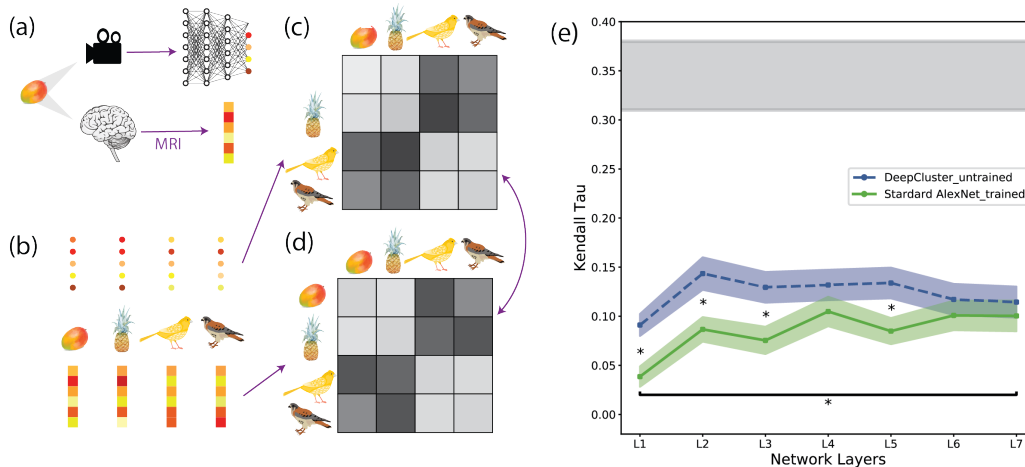 (a)
MRI
(b)
(c)
(d)
(e)
0.40
0.35
0.30
0.25
0.20
0.15
0.10
0.05
0.00
Kendall Tau
DeepCluster_untrained
Stardard AlexNet_trained
*
*
*
*
*
L1
L2
L3
L4
L5
L6
L7
Network Layers